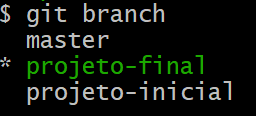 $ git branch
  master
* projeto-final
  projeto-inicial